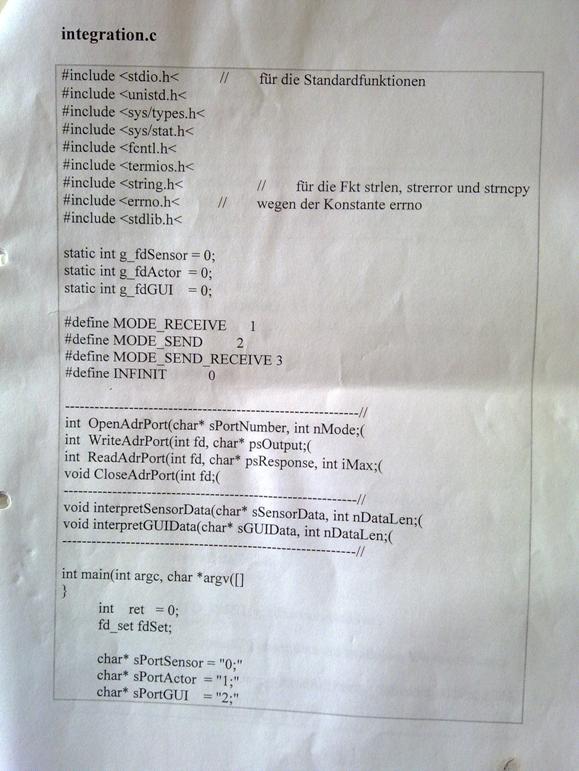 integration.c
#include <stdio.h< // für die Standardfunktionen
#include <unistd.h<
#include <sys/types.h<
#include <sys/stat.h<
#include <fcntl.h<
#include <termios.h<
#include <string.h< // für die Fkt strlen, strerror und strncpy
#include <errno.h< // wegen der Konstante errno
#include <stdlib.h<
static int g_fdSensor = 0;
static int g_fdActor = 0;
static int g_fdGUI = 0;
#define MODE_RECEIVE 1
#define MODE_SEND 2
#define MODE_SEND_RECEIVE 3
#define INFINIT 0
------------------------------------------------------------//
int OpenAdrPort(char* sPortNumber, int nMode;(
int WriteAdrPort(int fd, char* psOutput;(
int ReadAdrPort(int fd, char* psResponse, int iMax;(
void CloseAdrPort(int fd;(
------------------------------------------------------------//
void interpretSensorData(char* sSensorData, int nDataLen;(
void interpretGUIData(char* sGUIData, int nDataLen;(
------------------------------------------------------------//
int main(int argc, char *argv([]
}
int ret = 0;
fd_set fdSet;
char* sPortSensor = "0;"
char* sPortActor = "1;"
char* sPortGUI = "2;"